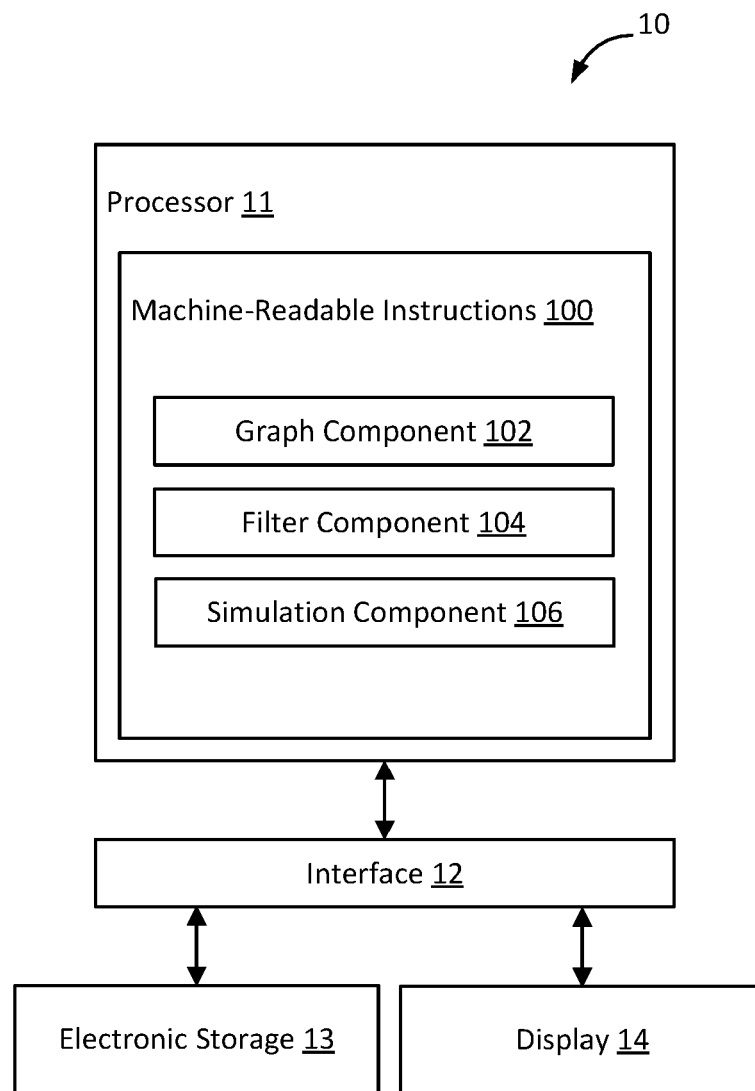 10
Processor 11
Machine-Readable Instructions 100
Graph Component 102
Filter Component 104
Simulation Component 106
Interface 12
Electronic Storage 13
Display 14